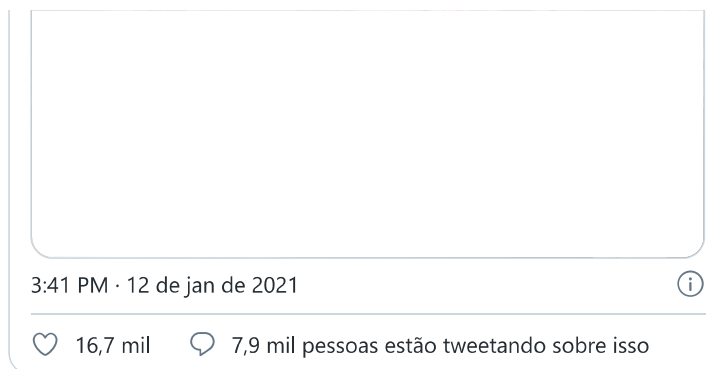 3:41 PM · 12 de jan de 2021
16,7 mil 7,9 mil pessoas estão tweetando sobre isso